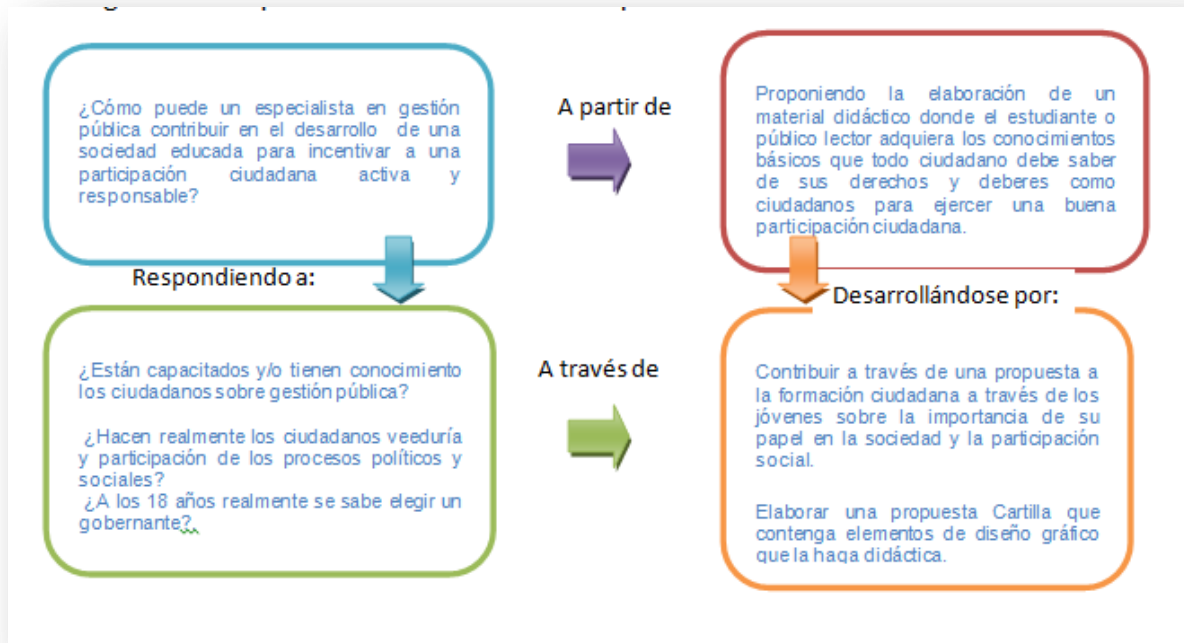 ¿Cómo puede un especialista en gestión
pública contribuir en el desarrollo de una
sociedad educada para incentivar a una
participación ciudadana activa y
responsable?
A partir de
Proponiendo la elaboración de un
material didáctico donde el estudiante o
público lector adquiera los conocimientos
básicos que todo ciudadano debe saber
de sus derechos y deberes como
ciudadanos para ejercer una buena
participación ciudadana.
Respondiendo a:
Desarrollándose por:
¿Están capacitados y/o tienen conocimiento
los ciudadanos sobre gestión pública?
¿Hacen realmente los ciudadanos veeduría
y participación de los procesos políticos y
sociales?
¿A los 18 años realmente se sabe elegir un
gobernante?
A través de
Contribuir a través de una propuesta a
la formación ciudadana a través de los
jóvenes sobre la importancia de su
papel en la sociedad y la participación
social.
Elaborar una propuesta Cartilla que
contenga elementos de diseño gráfico
que la haga didáctica.